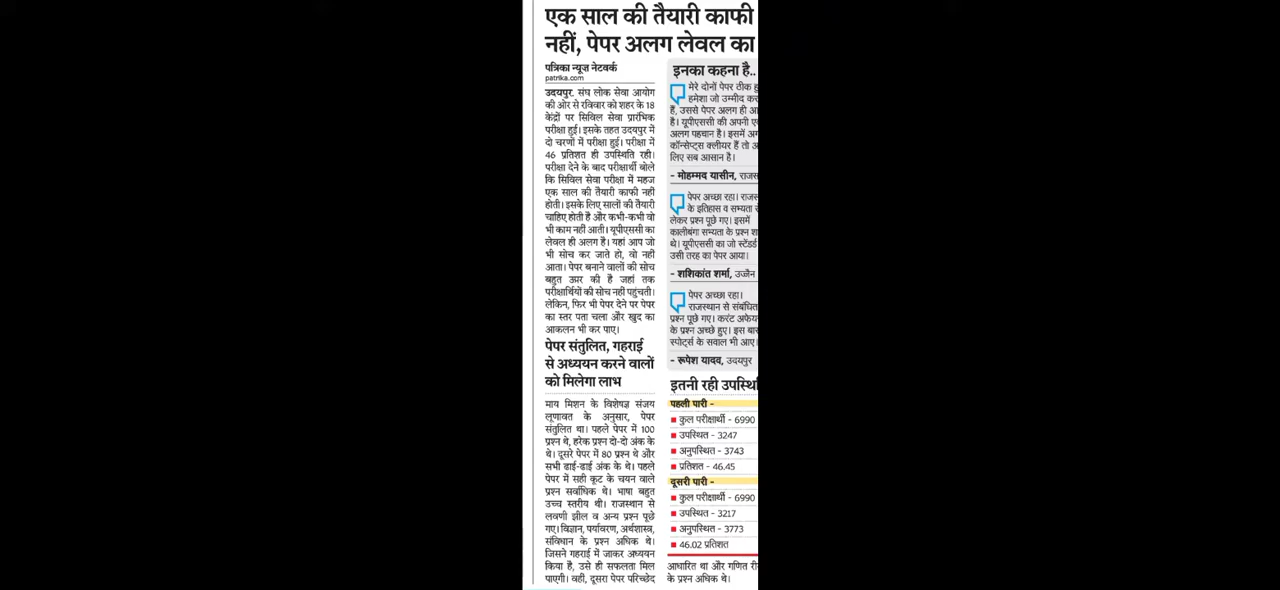 एक साल की तैयारी काफी
नहीं, पेपर अलग लेवल का
पत्रिका न्यूज नेटवर्क
patrika.com
उदयपुर. संघ लोक सेवा आयोग
की ओर से रविवार को शहर के 18
केंद्रों पर सिविल सेवा प्रारंभिक
परीक्षा हुई। इसके तहत उदयपुर में
दो चरणों में परीक्षा हुई। परीक्षा में
46 प्रतिशत ही उपस्थिति रही।
परीक्षा देने के बाद परीक्षार्थी बोले
कि सिविल सेवा परीक्षा में महज
एक साल की तैयारी काफी नहीं
होती। इसके लिए सालों की तैयारी
चाहिए होती है और कभी-कभी वो
भी काम नहीं आती। यूपीएससी का
लेवल ही अलग है। यहां आप जो
भी सोच कर जाते हो, वो नहीं
आता। पेपर बनाने वालों की सोच
बहुत ऊपर की है जहां तक
परीक्षार्थियों की सोच नहीं पहुंचती।
लेकिन, फिर भी पेपर देने पर पेपर
का स्तर पता चला और खुद का
आकलन भी कर पाए।
पेपर संतुलित, गहराई
से अध्ययन करने वालों
को मिलेगा लाभ
माय मिशन के विशेषज्ञ संजय
लूणावत के अनुसार, पेपर
संतुलित था। पहले पेपर में 100
प्रश्न थे, हरेक प्रश्न दो-दो अंक के
थे। दूसरे पेपर में 80 प्रश्न थे और
सभी ढाई-ढाई अंक के थे। पहले
पेपर में सही कूट के चयन वाले
प्रश्न सर्वाधिक थे। भाषा बहुत
उच्च स्तरीय थी। राजस्थान से
लवणी झील व अन्य प्रश्न पूछे
गए। विज्ञान, पर्यावरण, अर्थशास्त्र,
संविधान के प्रश्न अधिक थे।
जिसने गहराई में जाकर अध्ययन
किया है, उसे ही सफलता मिल
पाएगी। वहीं, दूसरा पेपर परिच्छेद
इनका कहना है..
मेरे दोनों पेपर ठीक
हमेशा जो उम्मीद
हैं, उससे पेपर अलग ही
है। यूपीएससी की अपनी
अलग पहचान है। इसमें
कॉन्सेप्ट्स क्लीयर हैं तो
लिए सब आसान है।
- मोहम्मद यासीन,
पेपर अच्छा रहा।
के इतिहास व सभ्यता
लेकर प्रश्न पूछे गए। इसमें
कालीबंगा सभ्यता के प्रश्न
थे। यूपीएससी का जो स्टेंडर्ड
उसी तरह का पेपर आया।
- शशिकांत शर्मा, उज्जैन
पेपर अच्छा रहा।
राजस्थान से संबंधित
प्रश्न पूछे गए। करंट
के प्रश्न अच्छे हुए। इस
स्पोर्ट्स के सवाल भी आए।
- रूपेश यादव, उदयपुर
इतनी रही
पहली पारी -
कुल परीक्षार्थी - 6990
उपस्थित - 3247
अनुपस्थित - 3743
प्रतिशत - 46.45
दूसरी पारी -
कुल परीक्षार्थी - 6990
उपस्थित - 3217
अनुपस्थित - 3773
46.02 प्रतिशत
आधारित था और गणित
के प्रश्न अधिक थे।